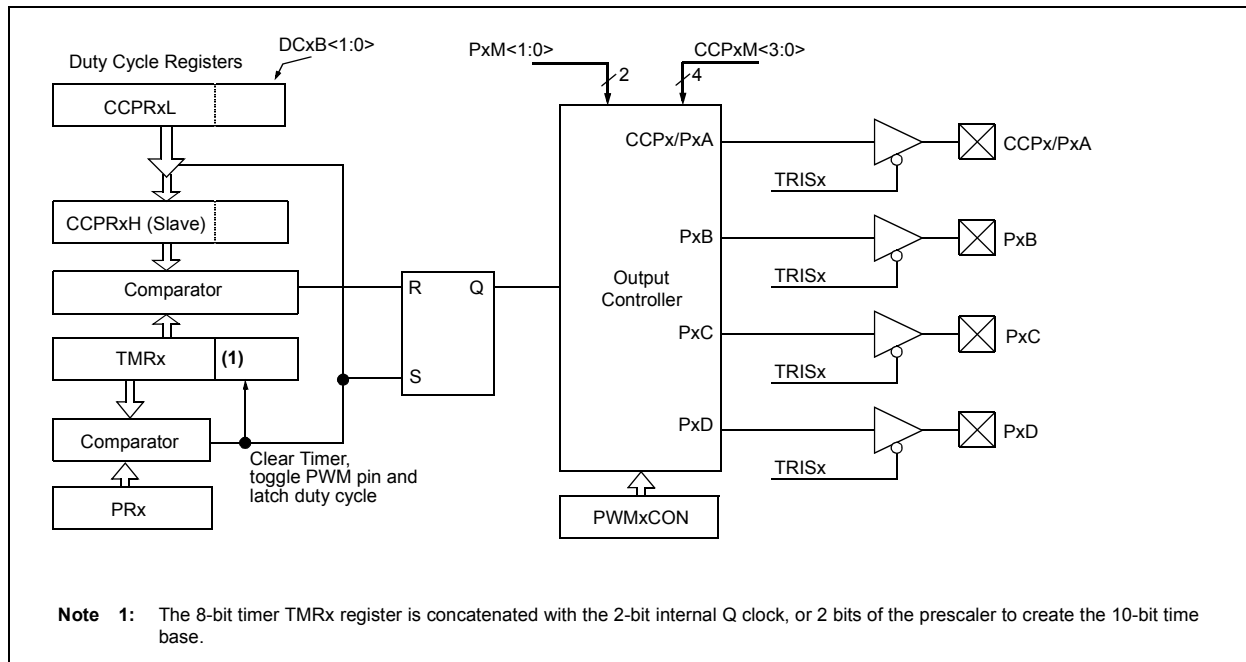 DCxB<1:0>
Duty Cycle Registers
CCPRxL
CCPRxH (Slave)
Comparator
TMRx
(1)
Comparator
PRx
Clear Timer,
toggle PWM pin and
latch duty cycle
R
Q
S
PxM<1:0>
2
CCPxM<3:0>
4
Output
Controller
CCPx/PxA
PxB
PxC
PxD
PWMxCON
TRISx
CCPx/PxA
TRISx
PxB
TRISx
PxC
TRISx
PxD
Note 1: The 8-bit timer TMRx register is concatenated with the 2-bit internal Q clock, or 2 bits of the prescaler to create the 10-bit time
base.